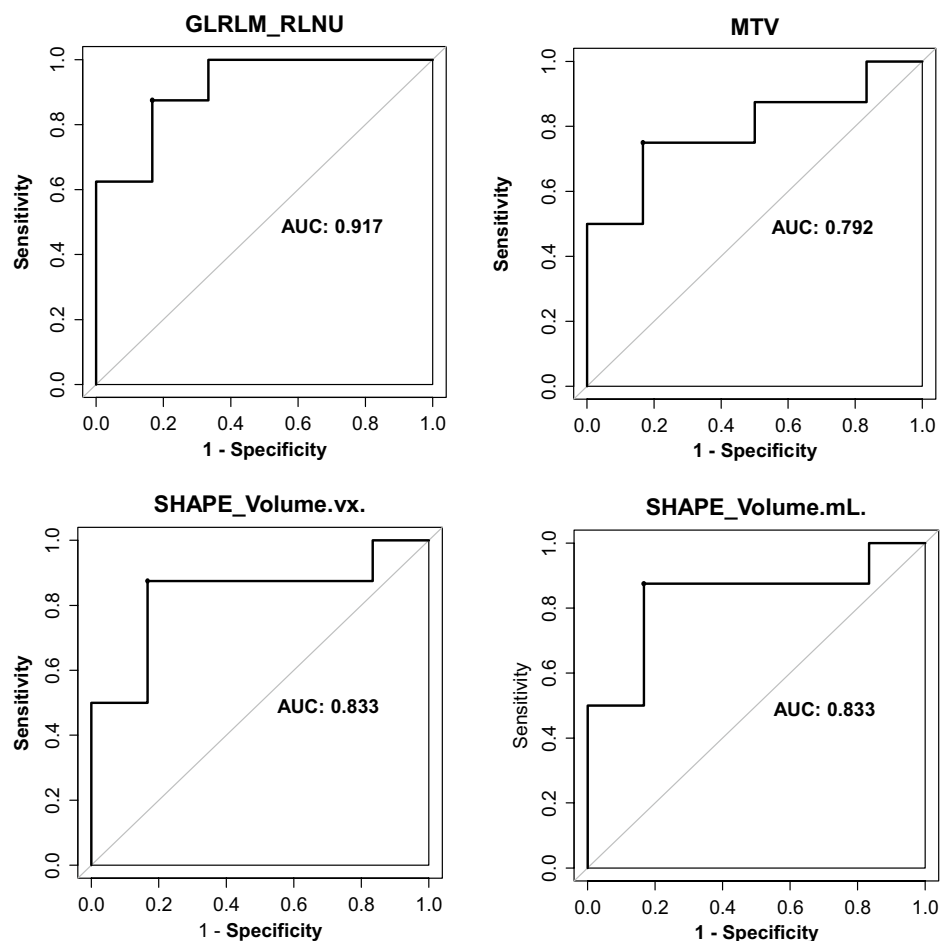 GLRLM_RLNU
1.0
0.8
0.6
0.4
0.2
0.0
Sensitivity
AUC: 0.917
0.0 0.2 0.4 0.6 0.8 1.0
1 - Specificity
MTV
1.0
0.8
0.6
0.4
0.2
0.0
Sensitivity
AUC: 0.792
0.0 0.2 0.4 0.6 0.8 1.0
1 - Specificity
SHAPE_Volume.vx.
1.0
0.8
0.6
0.4
0.2
0.0
Sensitivity
AUC: 0.833
0.0 0.2 0.4 0.6 0.8 1.0
1 - Specificity
SHAPE_Volume.mL.
1.0
0.8
0.6
0.4
0.2
0.0
Sensitivity
AUC: 0.833
0.0 0.2 0.4 0.6 0.8 1.0
1 - Specificity